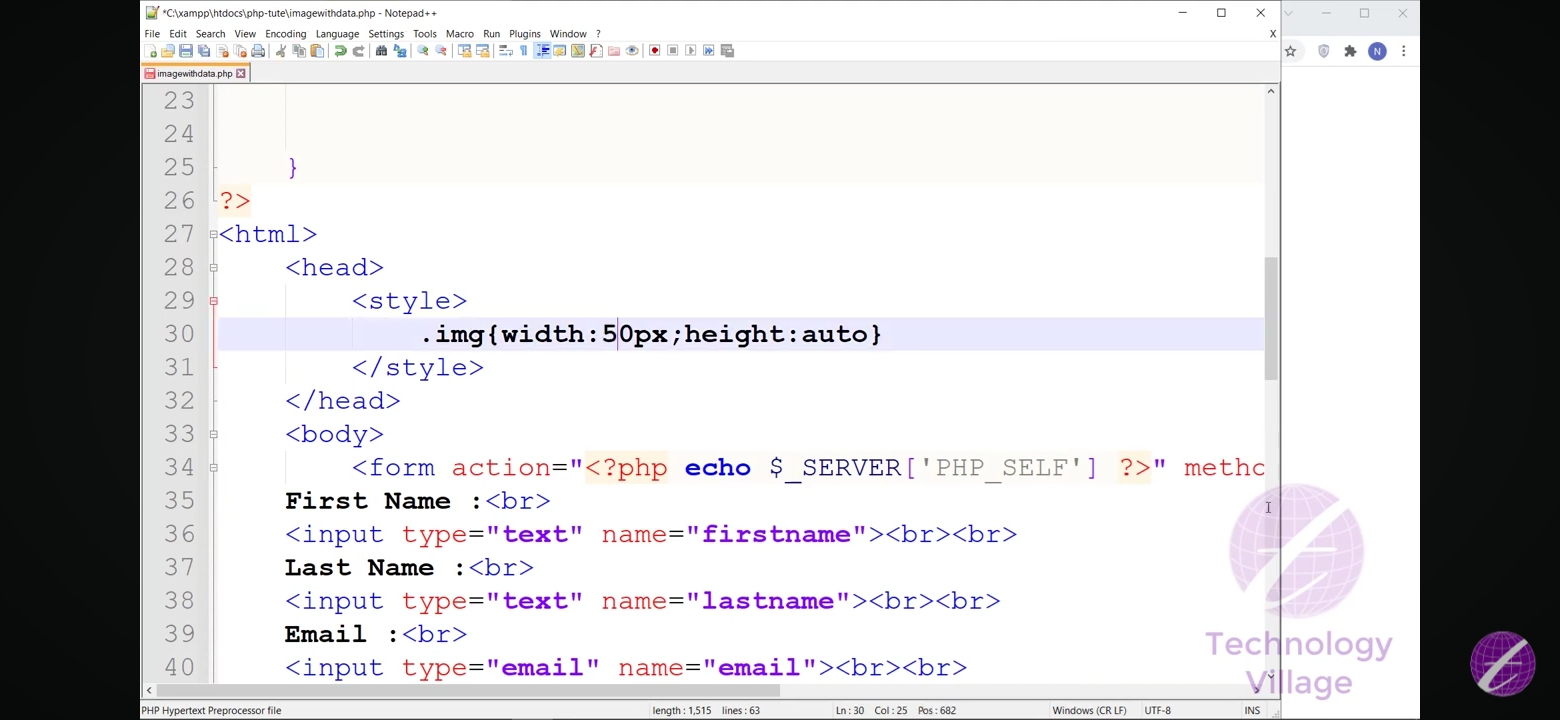 *C:\xampp\htdocs\php-tute\imagewithdata.php - Notepad++
File Edit Search View Encoding Language Settings Tools Macro Run Plugins Window ? X
N
imagewithdata.php
23
24
25 }
26 ?>
27 <html>
28 <head>
29 <style>
30 .img{width:50px;height:auto}
31 </style>
32 </head>
33 <body>
34 <form action="<?php echo $_SERVER['PHP_SELF'] ?>" metho
35 First Name :<br>
36 <input type="text" name="firstname"><br><br>
37 Last Name :<br>
38 <input type="text" name="lastname"><br><br>
39 Email :<br>
40 <input type="email" name="email"><br><br>
Technology
Village
PHP Hypertext Preprocessor file length : 1,515 lines : 63 Ln : 30 Col : 25 Pos : 682 Windows (CR LF) UTF-8 INS